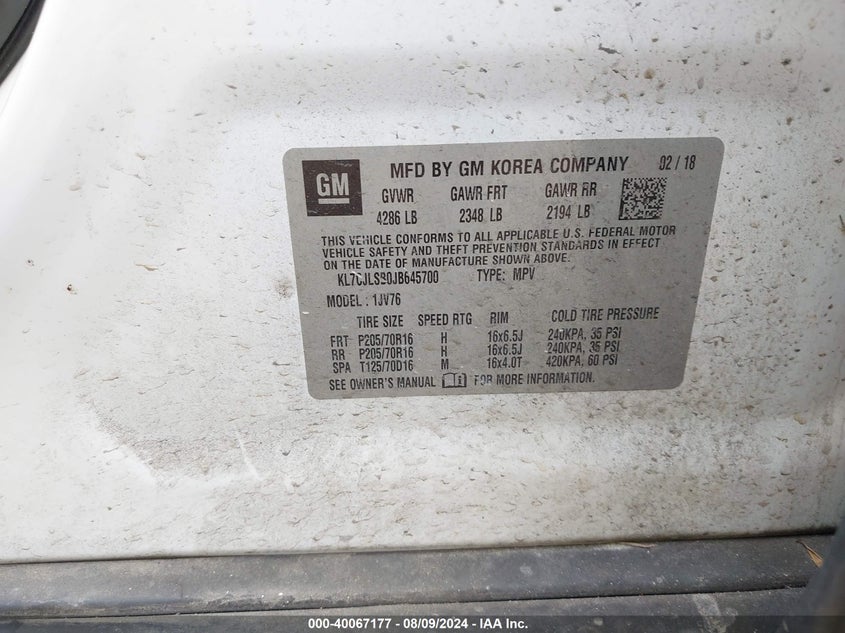 GM
MFD BY GM KOREA COMPANY 02 / 18
GVWR GAWR FRT GAWR RR
4286 LB 2348 LB 2194 LB
THIS VEHICLE CONFORMS TO ALL APPLICABLE U.S. FEDERAL MOTOR
VEHICLE SAFETY AND THEFT PREVENTION STANDARDS IN EFFECT
ON THE DATE OF MANUFACTURE SHOWN ABOVE.
KL7CJLSB0JB645700 TYPE: MPV
MODEL : 1JV76
TIRE SIZE SPEED RTG RIM COLD TIRE PRESSURE
FRT P205/70R16 H 16x6.5J 240KPA, 35 PSI
RR P205/70R16 H 16x6.5J 240KPA, 35 PSI
SPA T125/70D16 M 16x4.0T 420KPA, 60 PSI
SEE OWNER'S MANUAL FOR MORE INFORMATION.
000-40067177 - 08/09/2024 - IAA Inc.